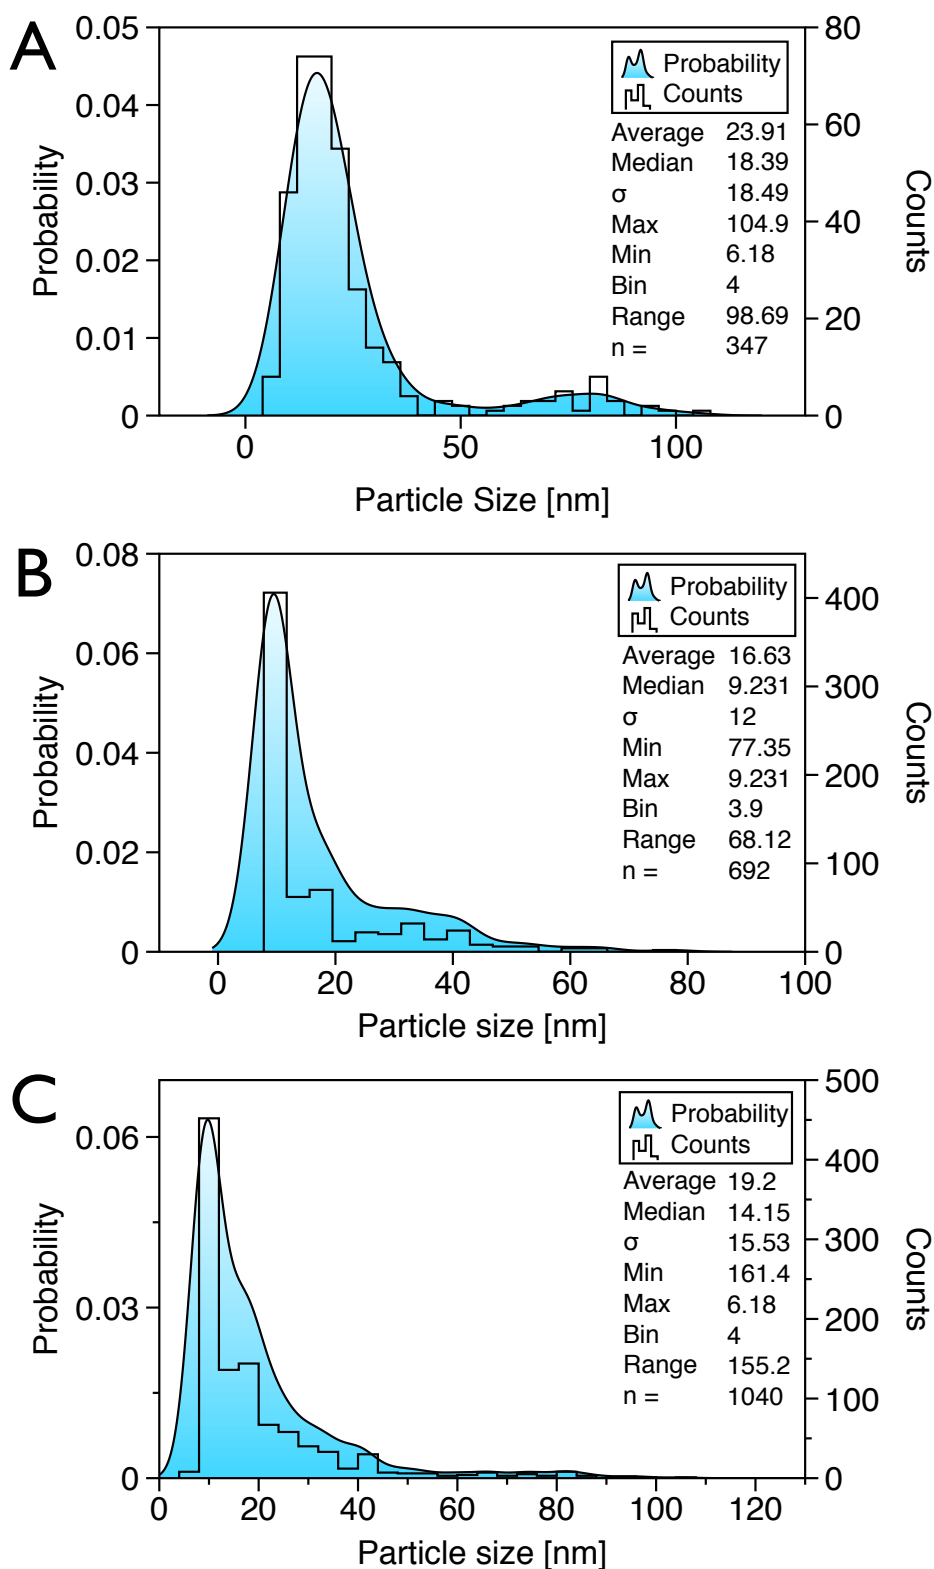 A
0.05
0.04
0.03
0.02
0.01
0
Probability
80
60
40
20
0
Counts
Probability
Counts
Average 23.91
Median 18.39
σ 18.49
Max 104.9
Min 6.18
Bin 4
Range 98.69
n = 347
0 50 100
Particle Size [nm]
B
0.08
0.06
0.04
0.02
0
Probability
400
300
200
100
0
Counts
Probability
Counts
Average 16.63
Median 9.231
σ 12
Min 77.35
Max 9.231
Bin 3.9
Range 68.12
n = 692
0 20 40 60 80 100
Particle size [nm]
C
0.06
0.03
0
Probability
500
400
300
200
100
0
Counts
Probability
Counts
Average 19.2
Median 14.15
σ 15.53
Min 161.4
Max 6.18
Bin 4
Range 155.2
n = 1040
0 20 40 60 80 100 120
Particle size [nm]